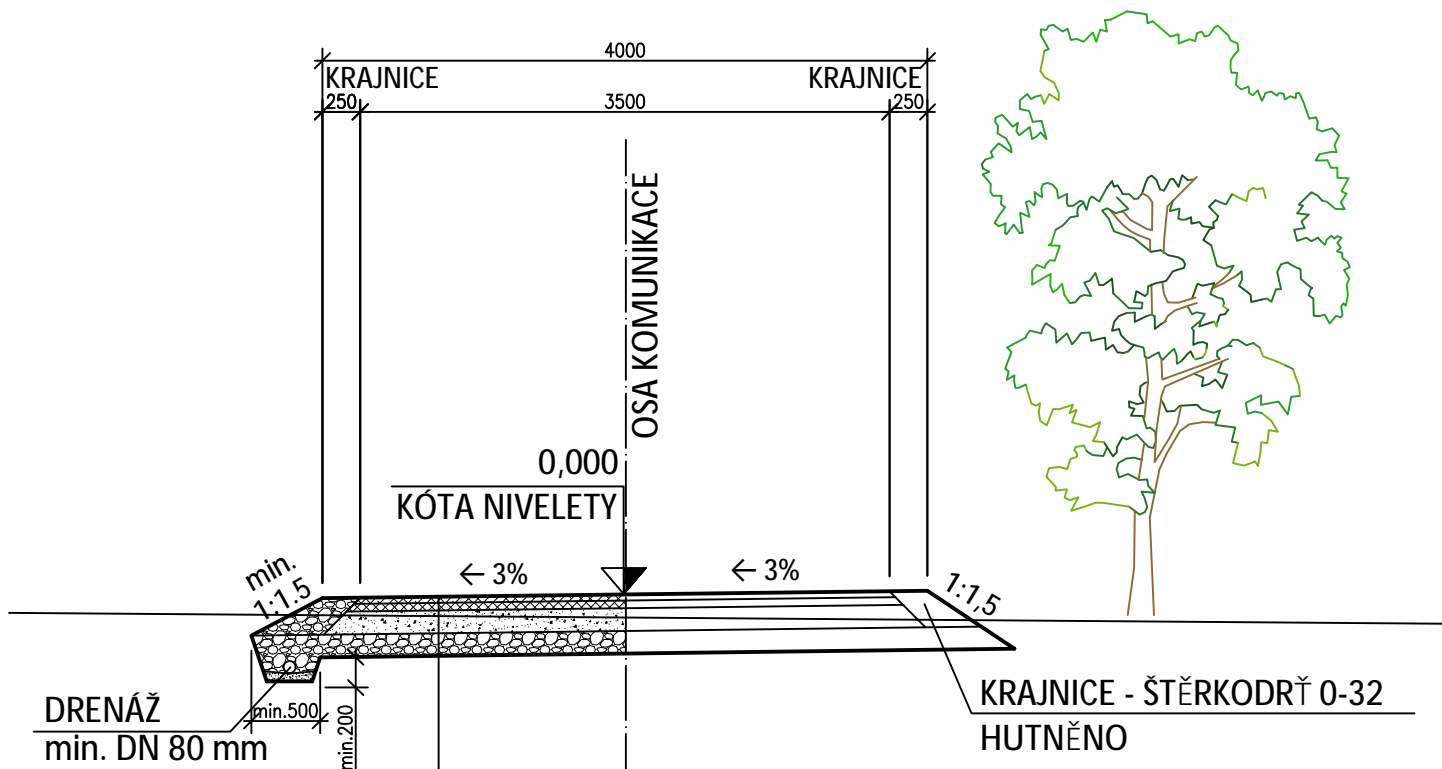 4000
KRAJNICE
KRAJNICE
250
3500
250
OSA KOMUNIKACE
0,000
KÓTA NIVELETY
← 3%
← 3%
min.
1:1.5
1:1,5
DRENÁŽ
min. DN 80 mm
min.500
min.200
KRAJNICE - ŠTĚRKODRŤ 0-32
HUTNĚNO